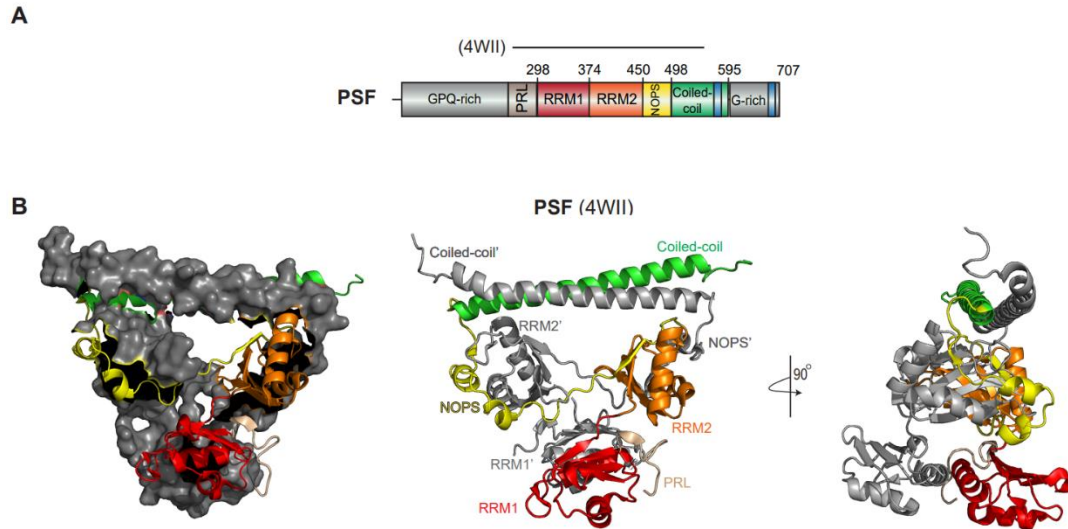 A
(4WII)
298 374 450 498 595 707
PSF GPQ-rich PRL RRM1 RRM2 NOPS Coiled-coil G-rich
B
PSF (4WII)
Coiled-coil' Coiled-coil
RRM2' NOPS'
90°
NOPS
RRM2
RRM1'
PRL
RRM1